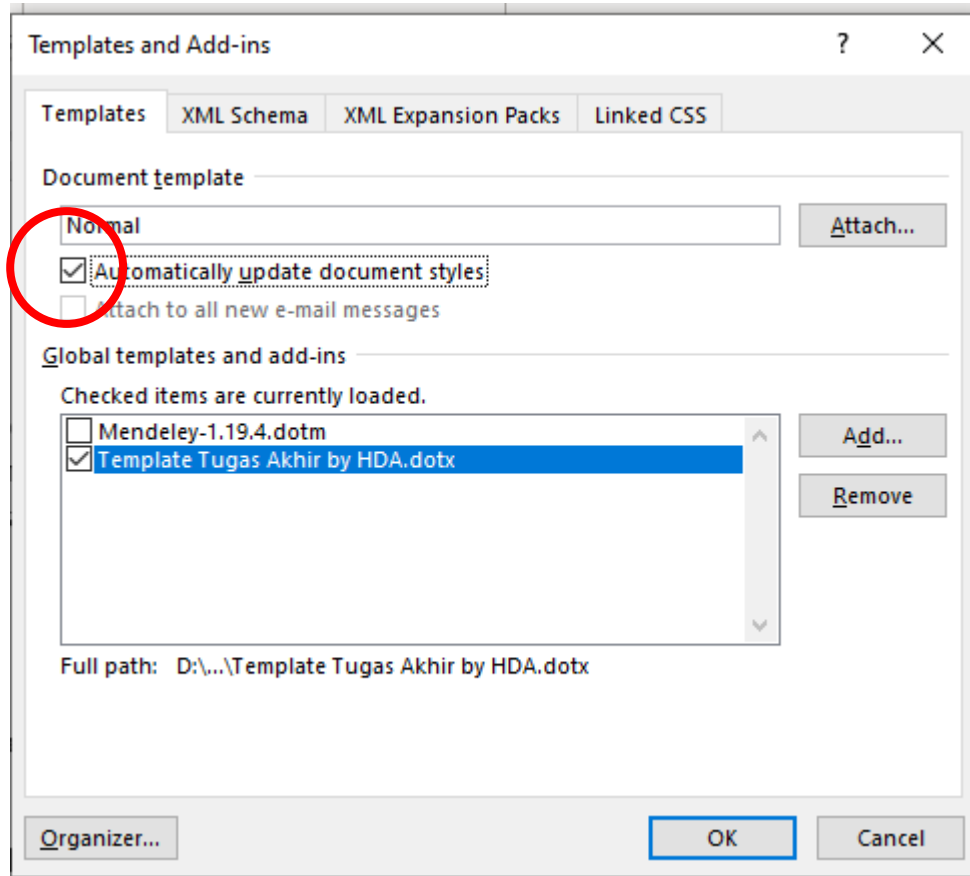 Templates and Add-ins ? ×
Templates XML Schema XML Expansion Packs Linked CSS
Document template
Normal Attach...
Automatically update document styles
Attach to all new e-mail messages
Global templates and add-ins
Checked items are currently loaded.
Mendeley-1.19.4.dotm Add...
Template Tugas Akhir by HDA.dotx
Remove
Full path: D:\...\Template Tugas Akhir by HDA.dotx
Organizer... OK Cancel